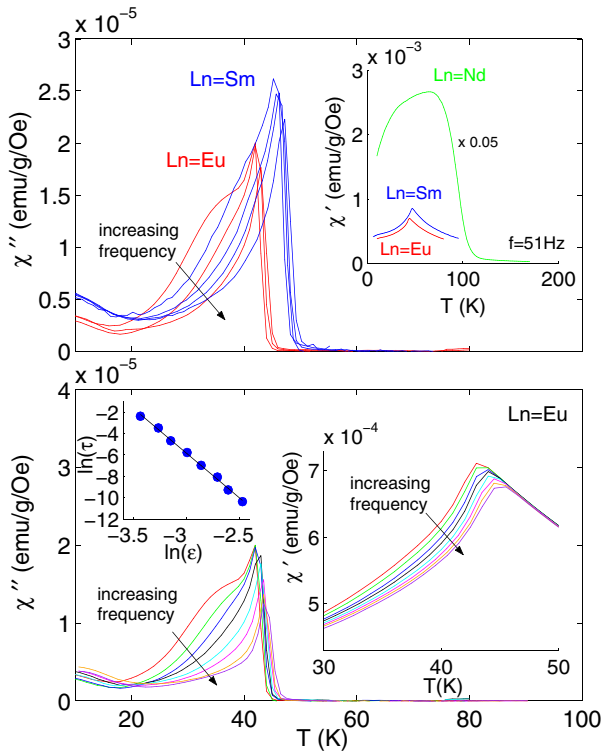 x 10⁻⁵
3
2.5
2
1.5
1
0.5
0
χ″ (emu/g/Oe)
Ln=Sm
Ln=Eu
increasing
frequency
x 10⁻³
3
2
1
0
χ′ (emu/g/Oe)
Ln=Nd
x 0.05
Ln=Sm
Ln=Eu
f=51Hz
0 100 200
T (K)
x 10⁻⁵
4
3
2
1
0
χ″ (emu/g/Oe)
Ln=Eu
−2
−4
−6
−8
−10
−12
ln(τ)
−3.5 −3 −2.5
ln(ε)
increasing
frequency
x 10⁻⁴
7
6
5
4
χ′ (emu/g/Oe)
increasing
frequency
30 40 50
T(K)
20 40 60 80 100
T (K)